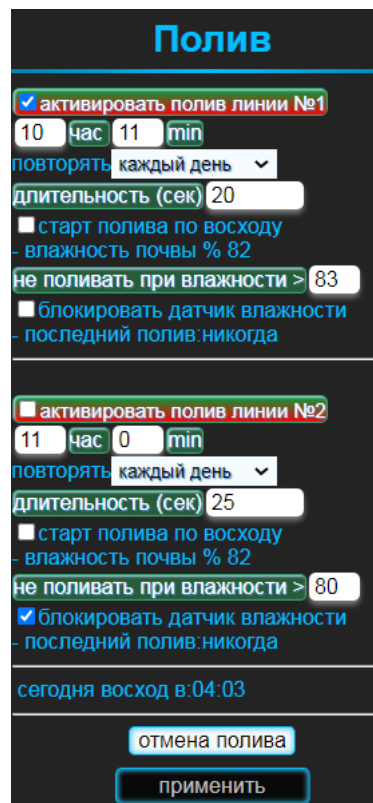 Полив
активировать полив линии №1
10 час 11 min
повторять каждый день
длительность (сек) 20
старт полива по восходу
- влажность почвы % 82
не поливать при влажности > 83
блокировать датчик влажности
- последний полив:никогда
активировать полив линии №2
11 час 0 min
повторять каждый день
длительность (сек) 25
старт полива по восходу
- влажность почвы % 82
не поливать при влажности > 80
блокировать датчик влажности
- последний полив:никогда
сегодня восход в:04:03
отмена полива
применить